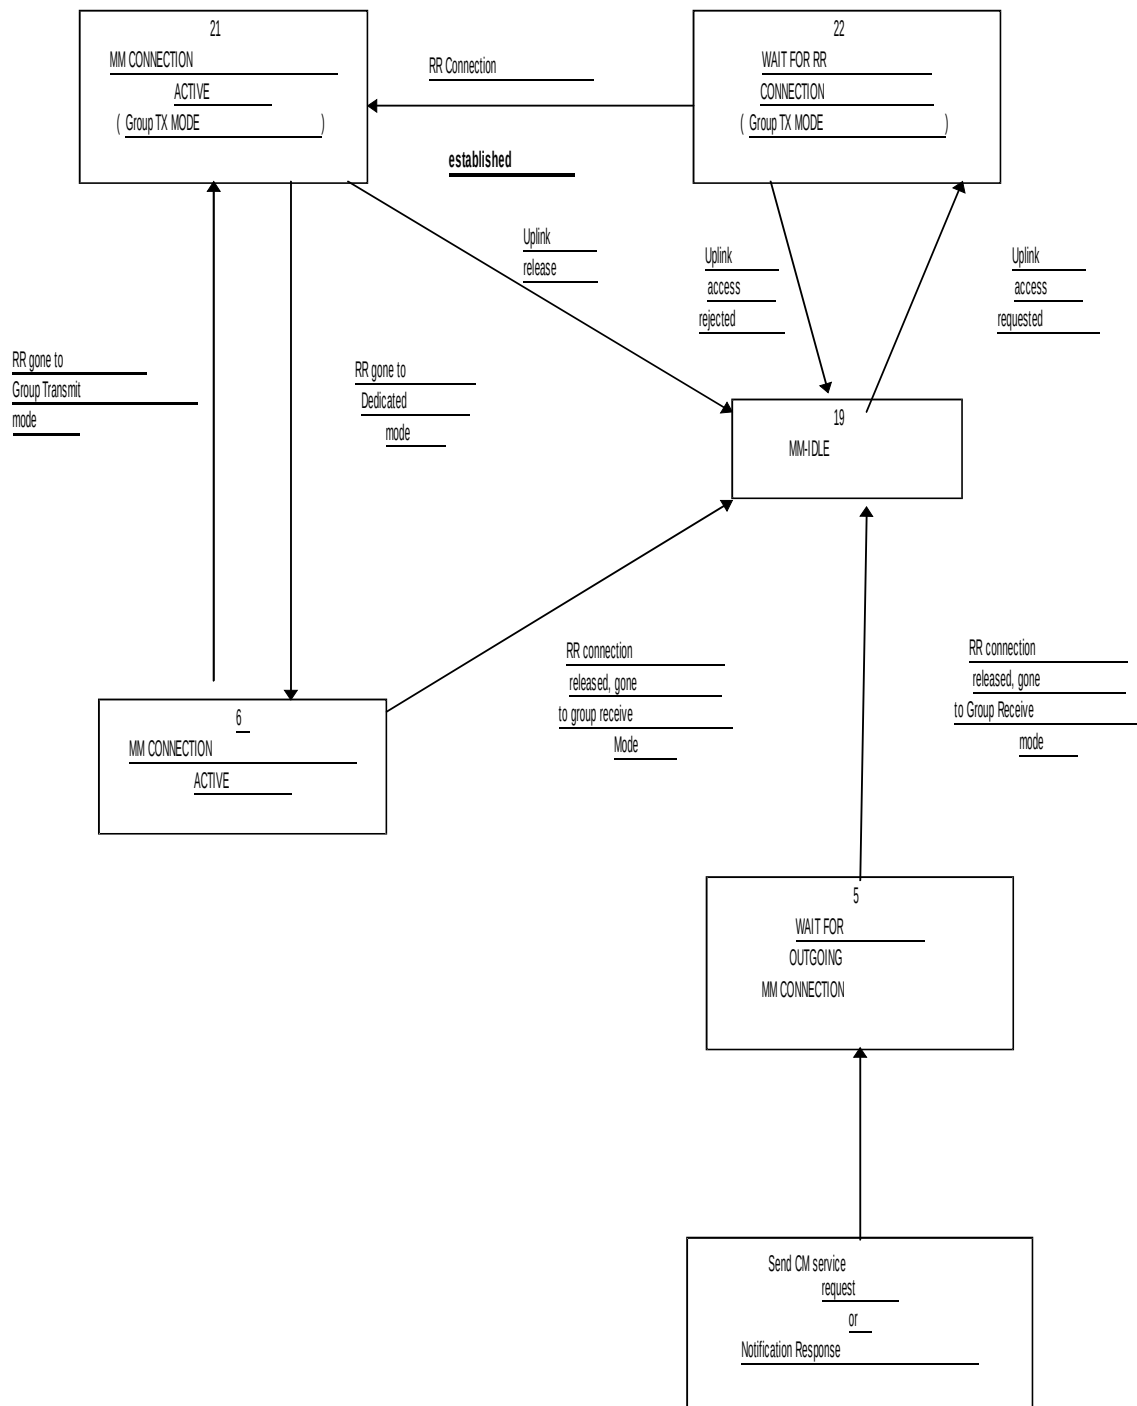 21
MM CONNECTION
ACTIVE
( Group TX MODE )
RR Connection
established
22
WAIT FOR RR
CONNECTION
( Group TX MODE )
Uplink
release
Uplink
access
rejected
Uplink
access
requested
RR gone to
Group Transmit
mode
RR gone to
Dedicated
mode
19
MM-IDLE
RR connection
released, gone
to group receive
Mode
RR connection
released, gone
to Group Receive
mode
6
MM CONNECTION
ACTIVE
5
WAIT FOR
OUTGOING
MM CONNECTION
Send CM service
request
or
Notification Response